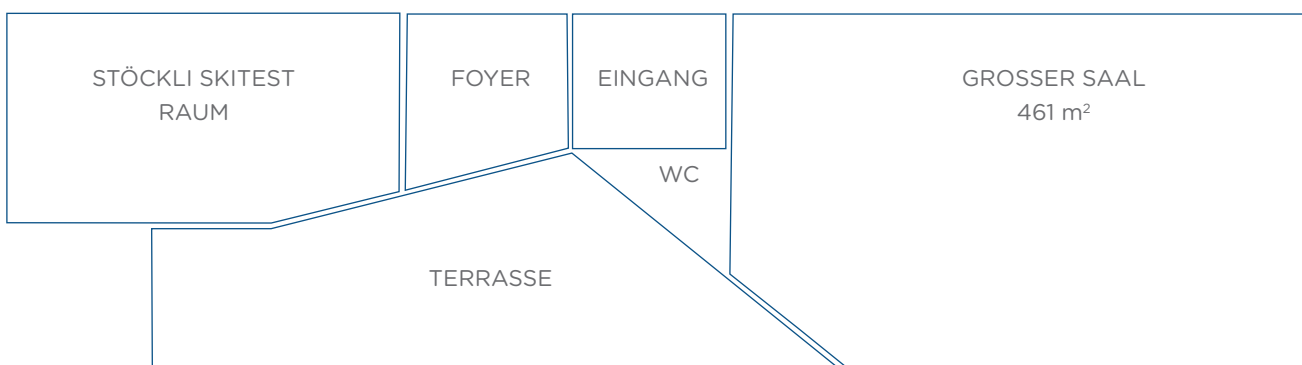 STÖCKLI SKITEST
RAUM
FOYER
EINGANG
GROSSER SAAL
461 m²
WC
TERRASSE